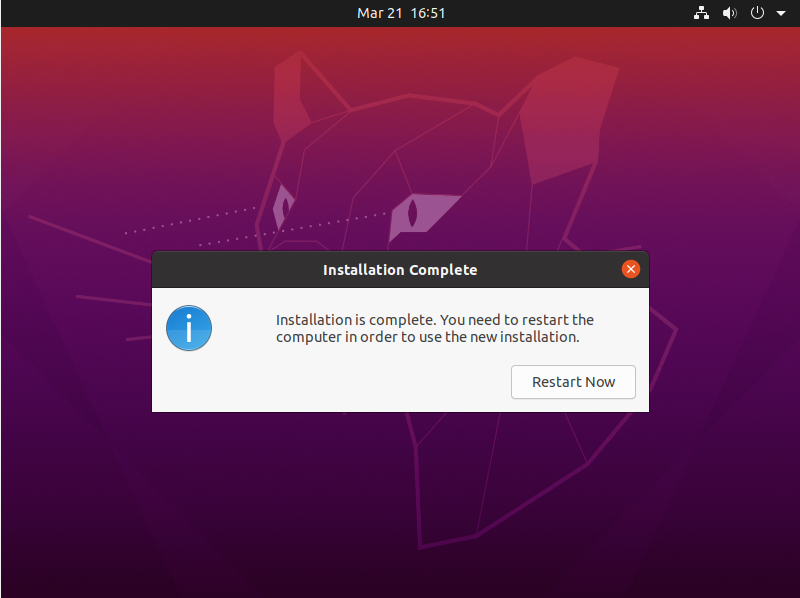 Mar 21 16:51
Installation Complete
Installation is complete. You need to restart the
computer in order to use the new installation.
Restart Now